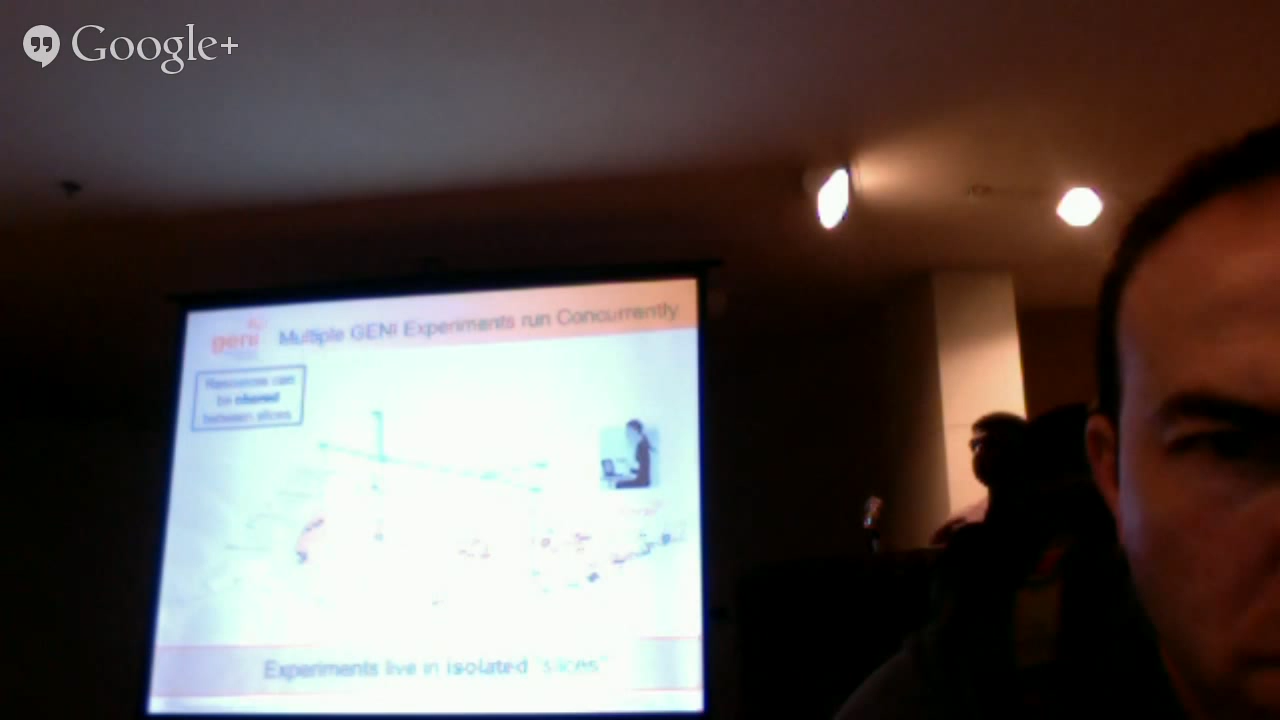 Google+
geni
Multiple GENI Experiments run Concurrently
Resources can
be shared
between slices
Experiments live in isolated "slices"